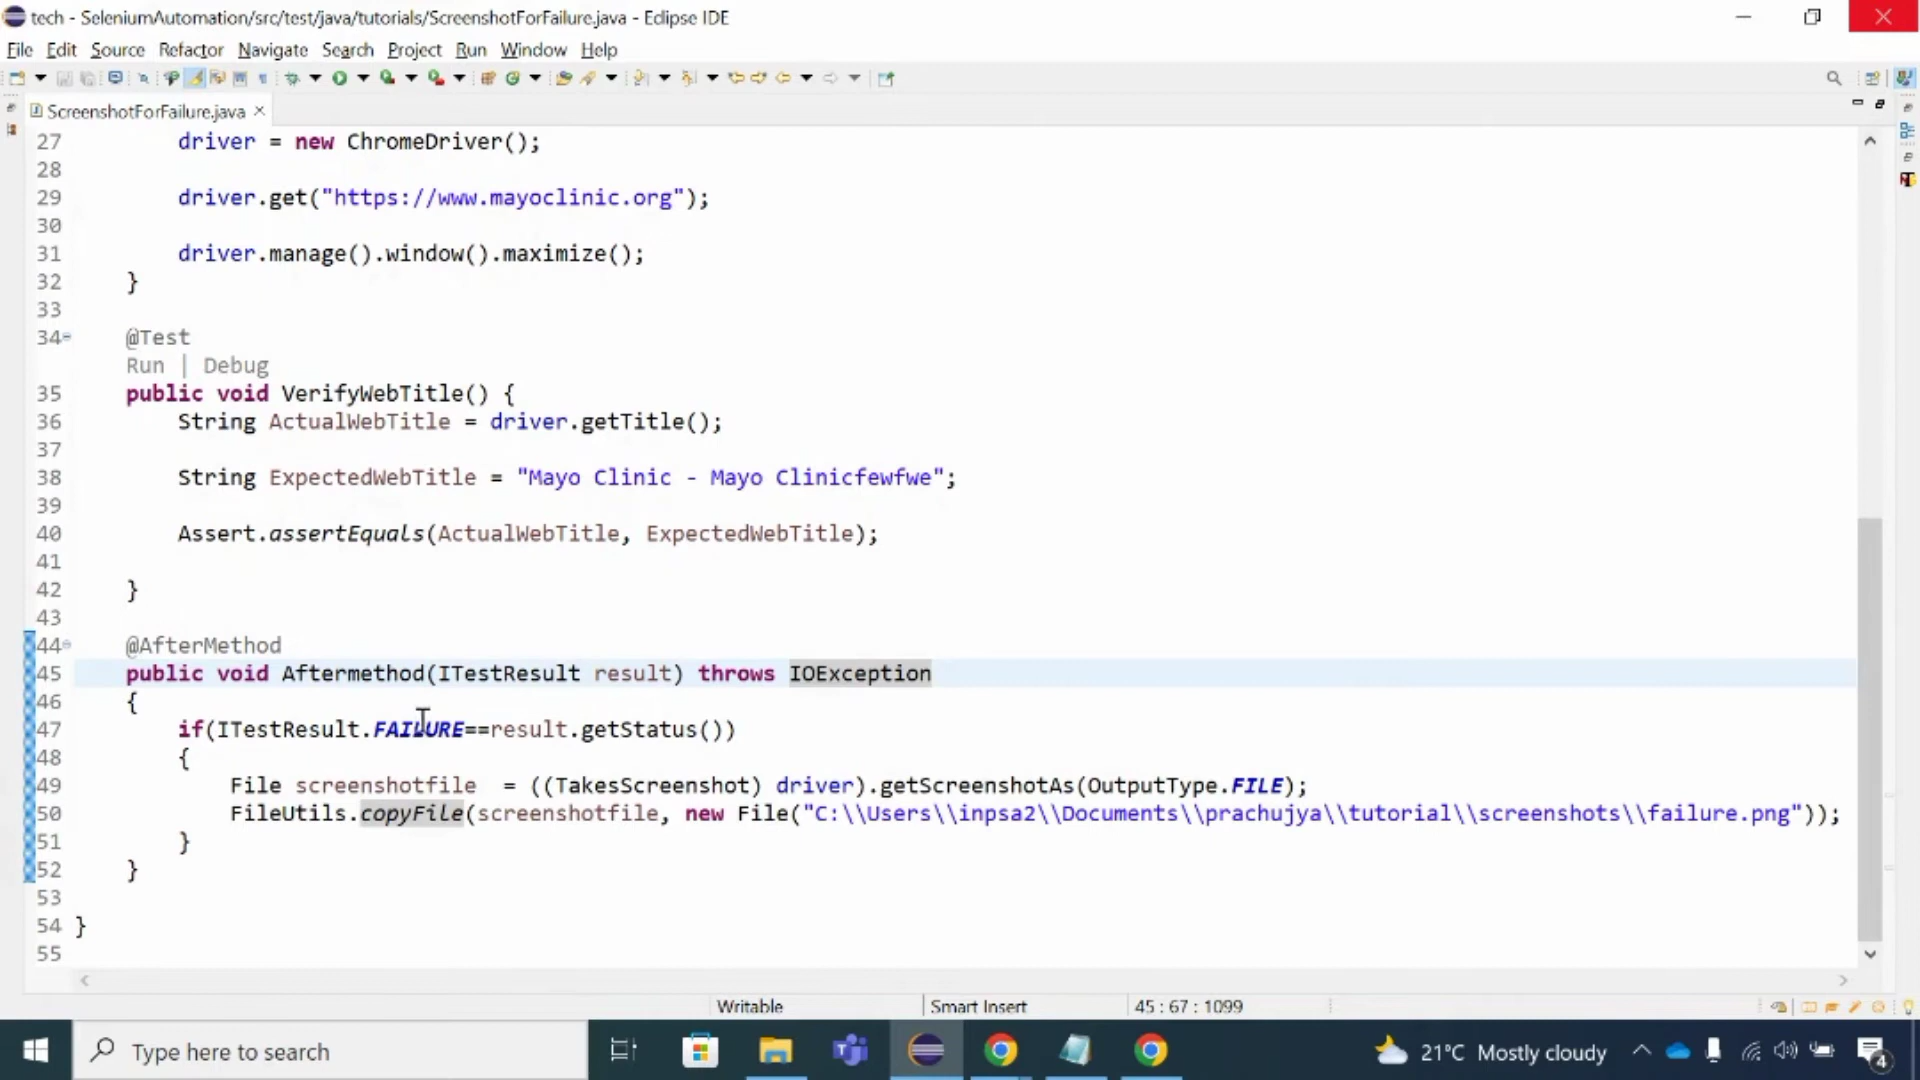 tech - SeleniumAutomation/src/test/java/tutorials/ScreenshotForFailure.java - Eclipse IDE
File Edit Source Refactor Navigate Search Project Run Window Help
ScreenshotForFailure.java
27 driver = new ChromeDriver();
28
29 driver.get("https://www.mayoclinic.org");
30
31 driver.manage().window().maximize();
32 }
33
34 @Test
Run | Debug
35 public void VerifyWebTitle() {
36 String ActualWebTitle = driver.getTitle();
37
38 String ExpectedWebTitle = "Mayo Clinic - Mayo Clinicfewfwe";
39
40 Assert.assertEquals(ActualWebTitle, ExpectedWebTitle);
41
42 }
43
44 @AfterMethod
45 public void Aftermethod(ITestResult result) throws IOException
46 {
47 if(ITestResult.FAILURE==result.getStatus())
48 {
49 File screenshotfile  = ((TakesScreenshot) driver).getScreenshotAs(OutputType.FILE);
50 FileUtils.copyFile(screenshotfile, new File("C:\\Users\\inpsa2\\Documents\\prachujya\\tutorial\\screenshots\\failure.png"));
51 }
52 }
53
54 }
55
Writable Smart Insert 45 : 67 : 1099
Type here to search 21°C Mostly cloudy 4